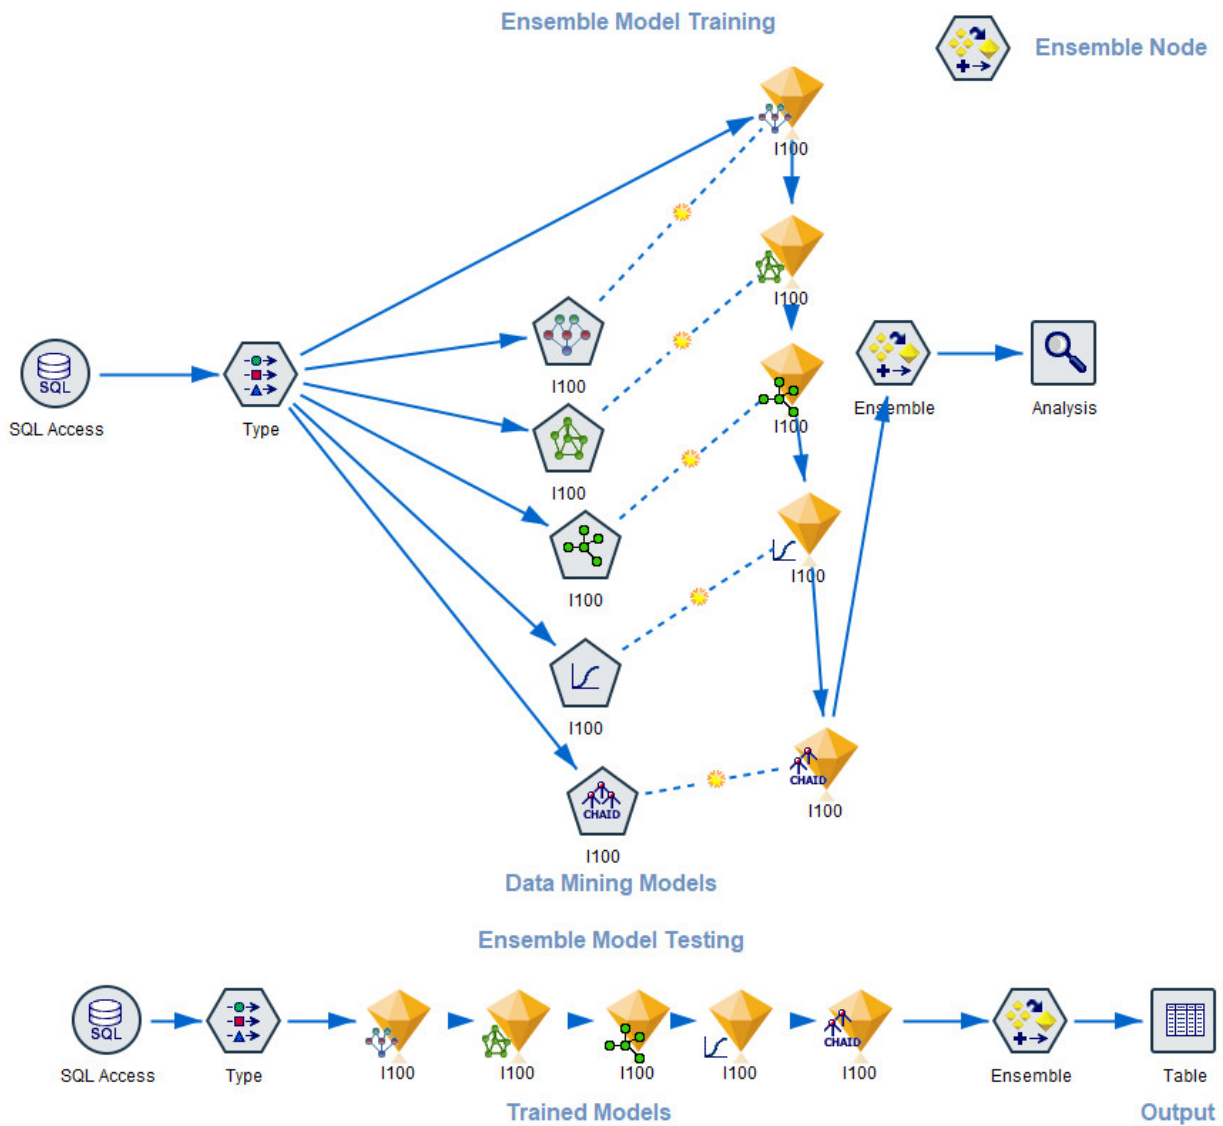 Ensemble Model Training
Ensemble Node
I100
I100
I100
I100
I100
SQL
SQL Access
Type
I100
Ensemble
Analysis
I100
I100
I100
CHAID
I100
CHAID
I100
Data Mining Models
Ensemble Model Testing
SQL
CHAID
SQL Access
Type
I100
I100
I100
I100
I100
Ensemble
Table
Trained Models
Output